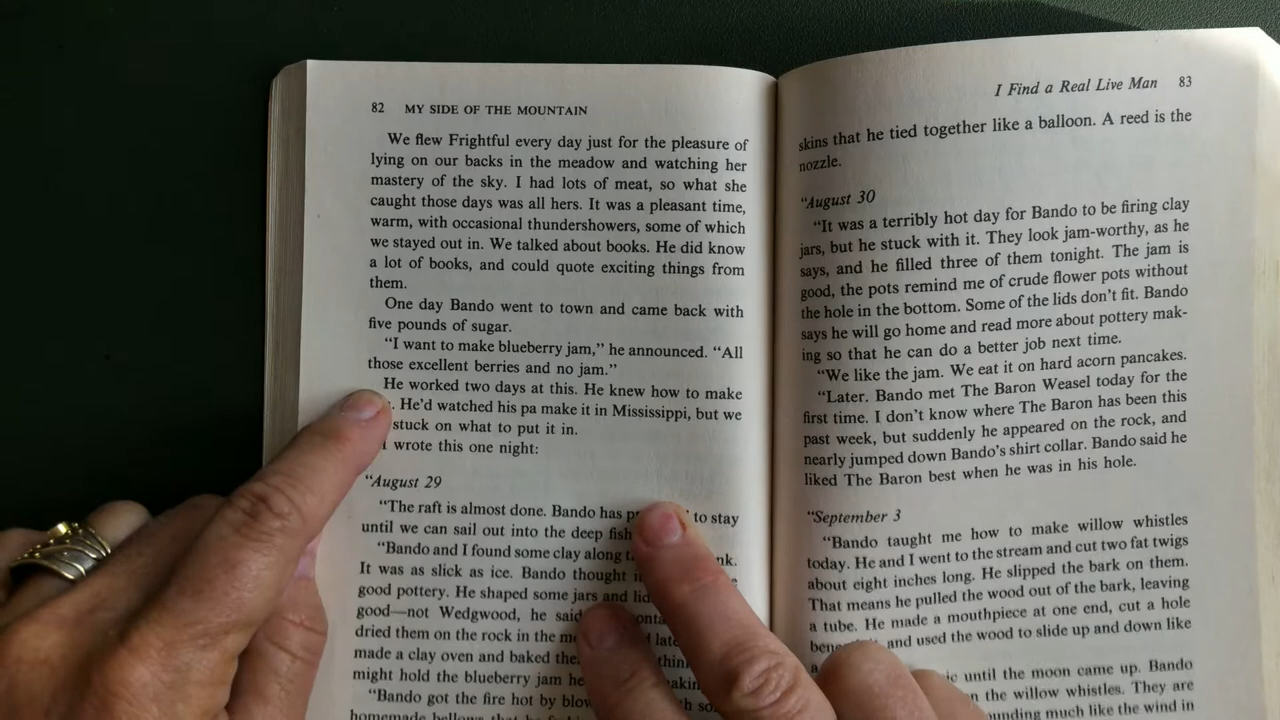 82 MY SIDE OF THE MOUNTAIN
We flew Frightful every day just for the pleasure of
lying on our backs in the meadow and watching her
mastery of the sky. I had lots of meat, so what she
caught those days was all hers. It was a pleasant time,
warm, with occasional thundershowers, some of which
we stayed out in. We talked about books. He did know
a lot of books, and could quote exciting things from
them.
One day Bando went to town and came back with
five pounds of sugar.
"I want to make blueberry jam," he announced. "All
those excellent berries and no jam."
He worked two days at this. He knew how to make
. He'd watched his pa make it in Mississippi, but we
stuck on what to put it in.
I wrote this one night:
"August 29
"The raft is almost done. Bando has to stay
until we can sail out into the deep
"Bando and I found some clay along
It was as slick as ice. Bando thought
good pottery. He shaped some jars and
good—not Wedgwood, he said
dried them on the rock in the
made a clay oven and baked
might hold the blueberry jam he
"Bando got the fire hot by
homemade bellows that
I Find a Real Live Man 83
skins that he tied together like a balloon. A reed is the
nozzle.
"August 30
"It was a terribly hot day for Bando to be firing clay
jars, but he stuck with it. They look jam-worthy, as he
says, and he filled three of them tonight. The jam is
good, the pots remind me of crude flower pots without
the hole in the bottom. Some of the lids don't fit. Bando
says he will go home and read more about pottery mak-
ing so that he can do a better job next time.
"We like the jam. We eat it on hard acorn pancakes.
"Later. Bando met The Baron Weasel today for the
first time. I don't know where The Baron has been this
past week, but suddenly he appeared on the rock, and
nearly jumped down Bando's shirt collar. Bando said he
liked The Baron best when he was in his hole.
"September 3
"Bando taught me how to make willow whistles
today. He and I went to the stream and cut two fat twigs
about eight inches long. He slipped the bark on them.
That means he pulled the wood out of the bark, leaving
a tube. He made a mouthpiece at one end, cut a hole
and used the wood to slide up and down like
until the moon came up. Bando
the willow whistles. They are
much like the wind in